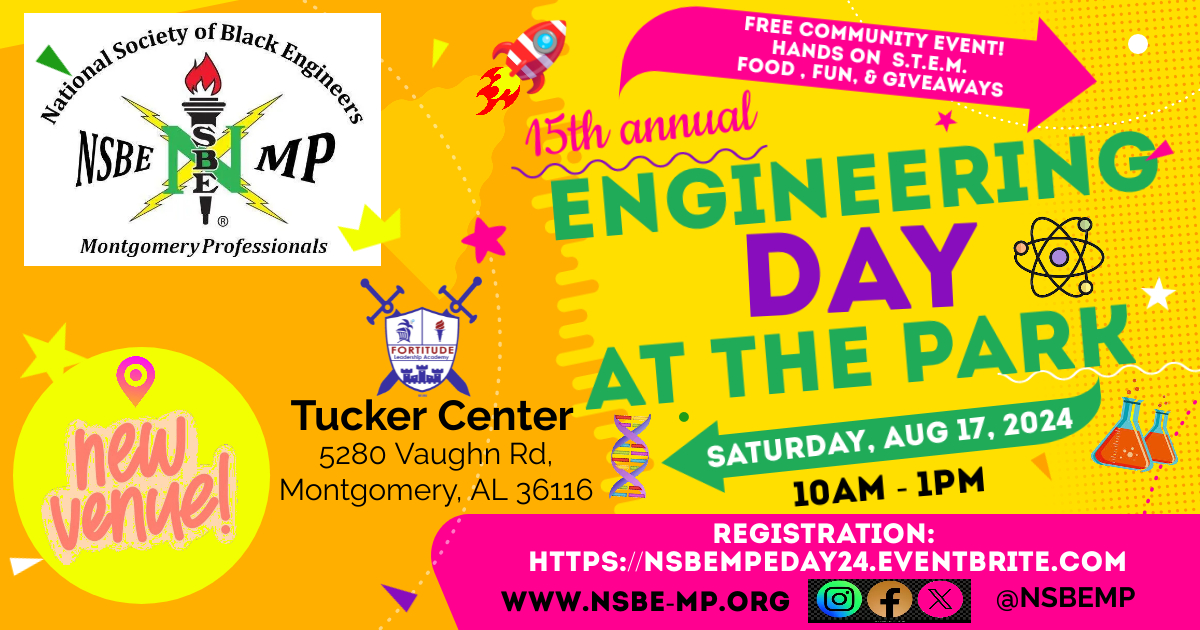 National Society of Black Engineers
NSBE
NSBE
MP
®
Montgomery Professionals
FREE COMMUNITY EVENT!
HANDS ON S.T.E.M.
FOOD , FUN, & GIVEAWAYS
15th annual
ENGINEERING
DAY
AT THE PARK
SATURDAY, AUG 17, 2024
10AM - 1PM
new
venue!
FORTITUDE
Leadership Academy
Tucker Center
5280 Vaughn Rd,
Montgomery, AL 36116
REGISTRATION:
HTTPS://NSBEMPEDAY24.EVENTBRITE.COM
WWW.NSBE-MP.ORG
@NSBEMP